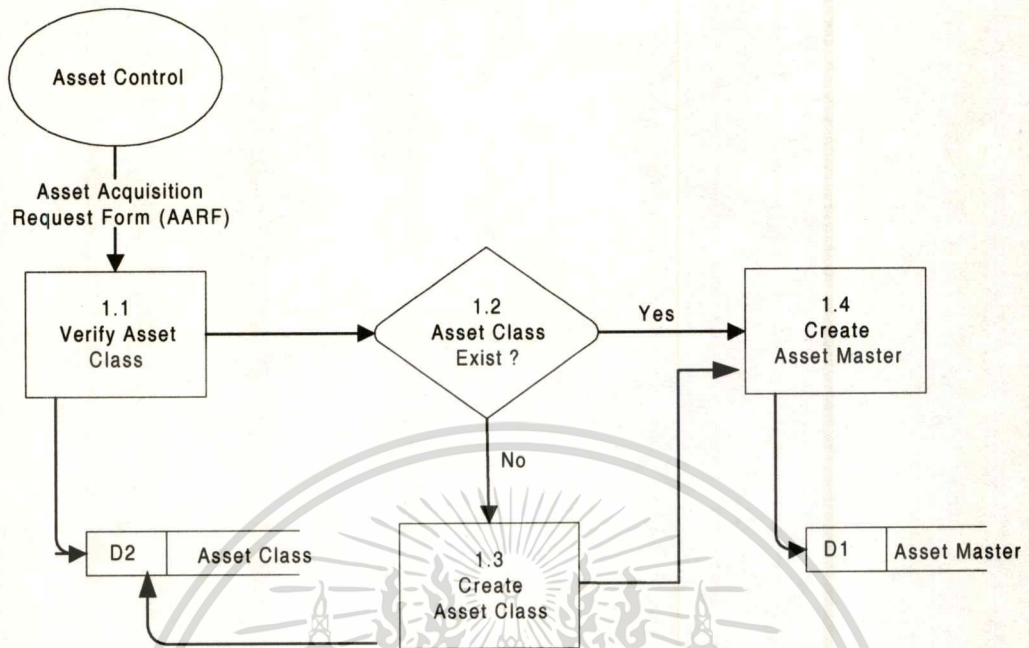 Asset Control
Asset Acquisition
Request Form (AARF)
1.1
Verify Asset
Class
1.2
Asset Class
Exist ?
Yes
1.4
Create
Asset Master
No
D2
Asset Class
1.3
Create
Asset Class
D1
Asset Master